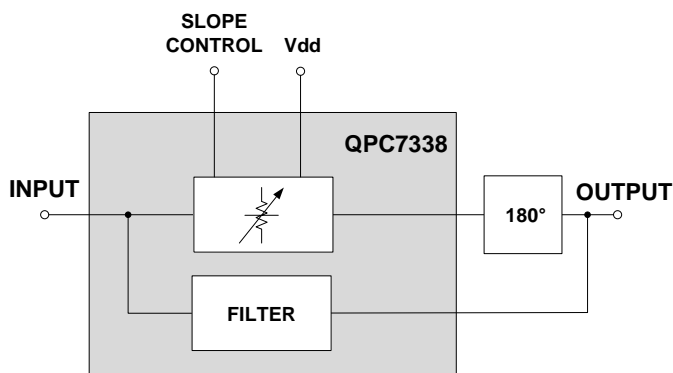 SLOPE
CONTROL Vdd
QPC7338
INPUT
180°
OUTPUT
FILTER